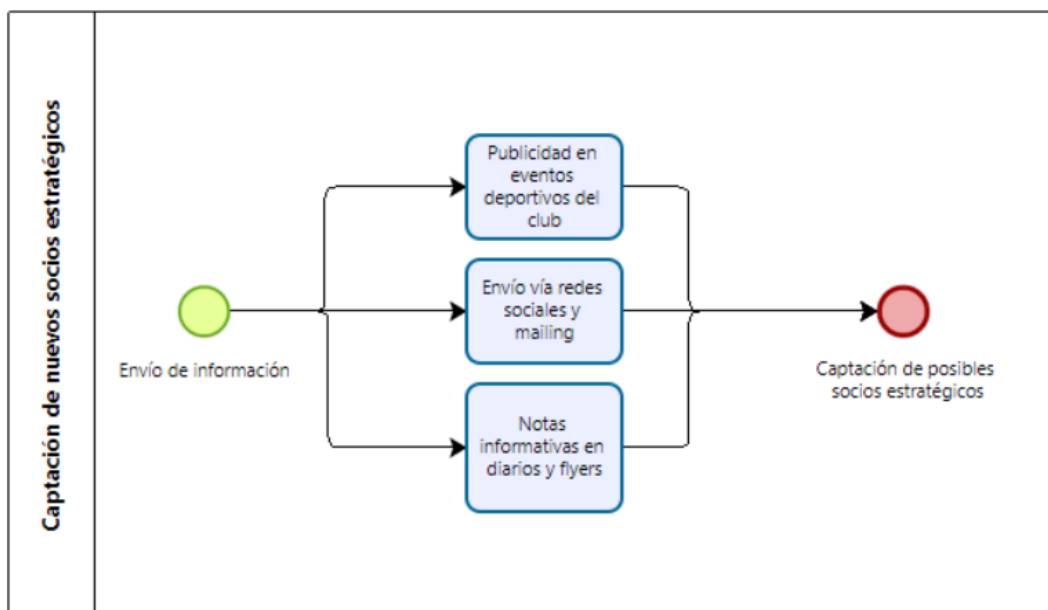 Captación de nuevos socios estratégicos
Publicidad en
eventos
deportivos del
club
Envío vía redes
sociales y
mailing
Envío de información
Captación de posibles
socios estratégicos
Notas
informativas en
diarios y flyers